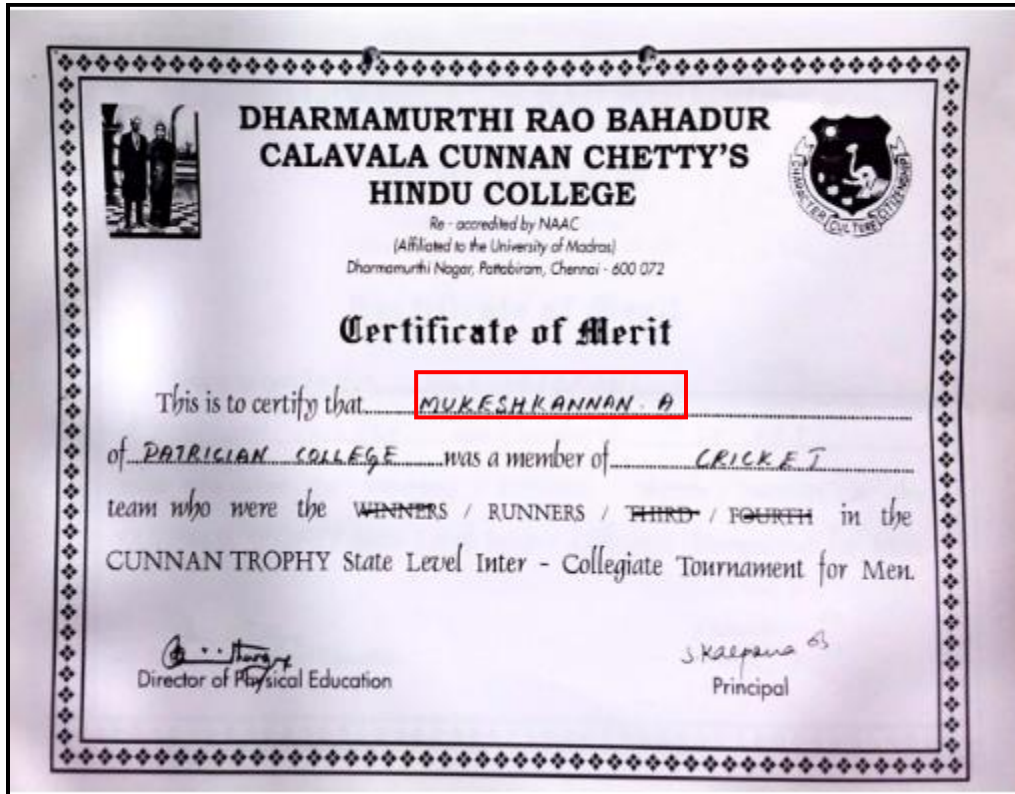 DHARMAMURTHI RAO BAHADUR
CALAVALA CUNNAN CHETTY'S
HINDU COLLEGE
Re - accredited by NAAC
(Affiliated to the University of Madras)
Dharmamurthi Nagar, Pattabiram, Chennai - 600 072
CHARACTER CULTURE CITIZENSHIP
Certificate of Merit
This is to certify that MUKESHKANNAN. A
of PATRICIAN COLLEGE was a member of CRICKET
team who were the WINNERS / RUNNERS / THIRD / FOURTH in the
CUNNAN TROPHY State Level Inter - Collegiate Tournament for Men.
S Kalpana
Director of Physical Education
Principal